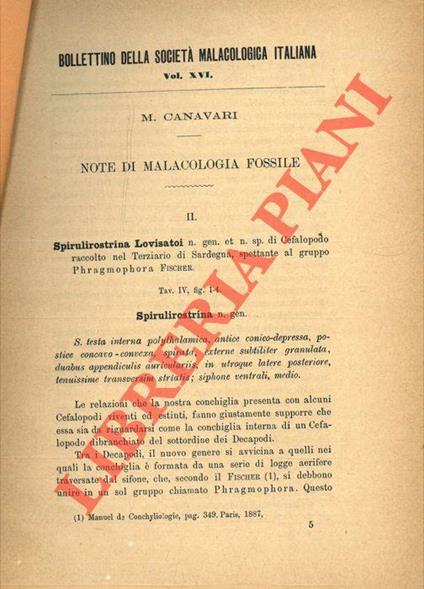 BOLLETTINO DELLA SOCIETÀ MALACOLOGICA ITALIANA
Vol. XVI.
M. CANAVARI
NOTE DI MALACOLOGIA FOSSILE
II.
Spirulirostrina Lovisatoi n. gen. et n. sp. di Cefalopodo
raccolto nel Terziario di Sardegna, spettante al gruppo
Phragmophora FISCHER.
TAV. IV, fig. 1-4.
Spirulirostrina n. gen.
S. testa interna polythalamica, antice conico-depressa, po-
stice concavo-convexa, spirata, externe subtiliter granulata,
duabus appendiculis auricularïis, in utroque latere posteriore,
tenuissime transversim striatis; siphone ventrali, medio.
Le relazioni che la nostra conchiglia presenta con alcuni
Cefalopodi viventi ed estinti, fanno giustamente supporre che
essa sia da riguardarsi come la conchiglia interna di un Cefa-
lopodo dibranchiato del sottordine dei Decapodi.
Tra i Decapodi, il nuovo genere si avvicina a quelli nei
quali la conchiglia è formata da una serie di logge aerifere
traversate dal sifone, che, secondo il FISCHER (1), si debbono
unire in un sol gruppo chiamato Phragmophora. Questo
(1) Manuel de Conchyliologie, pag. 349. Paris, 1887,
5
LIBRERIA PIANI